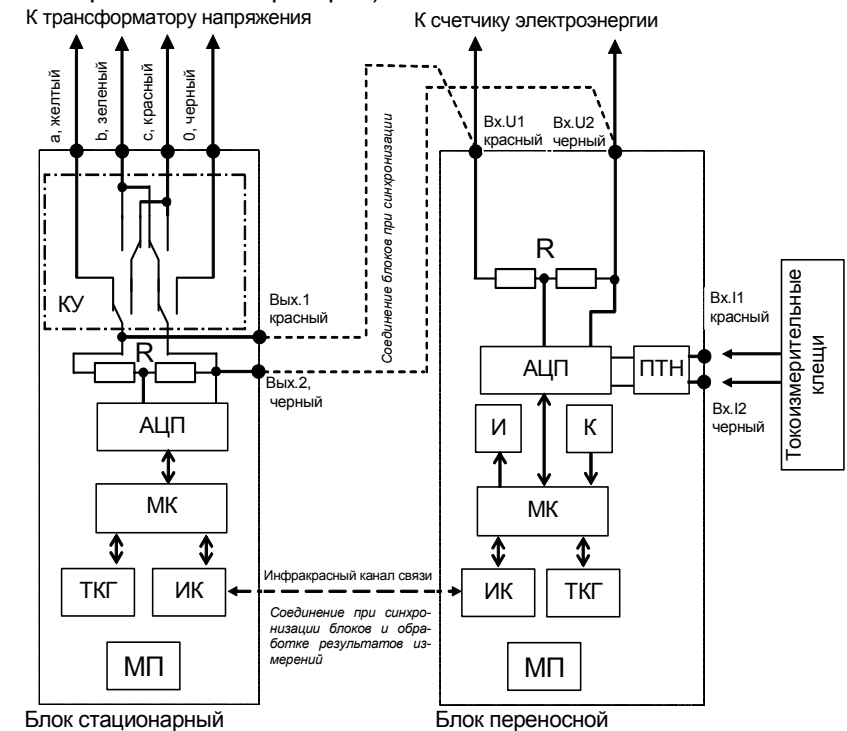 К трансформатору напряжения
К счетчику электроэнергии
a, желтый
b, зеленый
c, красный
0, черный
Вх.U1
красный
Вх.U2
черный
Соединение блоков при синхронизации
КУ
R
Вых.1
красный
Вых.2,
черный
R
АЦП
АЦП
ПТН
Вх.I1
красный
Вх.I2
черный
Токоизмерительные
клещи
И
К
МК
МК
ТКГ
ИК
Инфракрасный канал связи
ИК
ТКГ
Соединение при синхро-
низации блоков и обра-
ботке результатов из-
мерений
МП
МП
Блок стационарный
Блок переносной